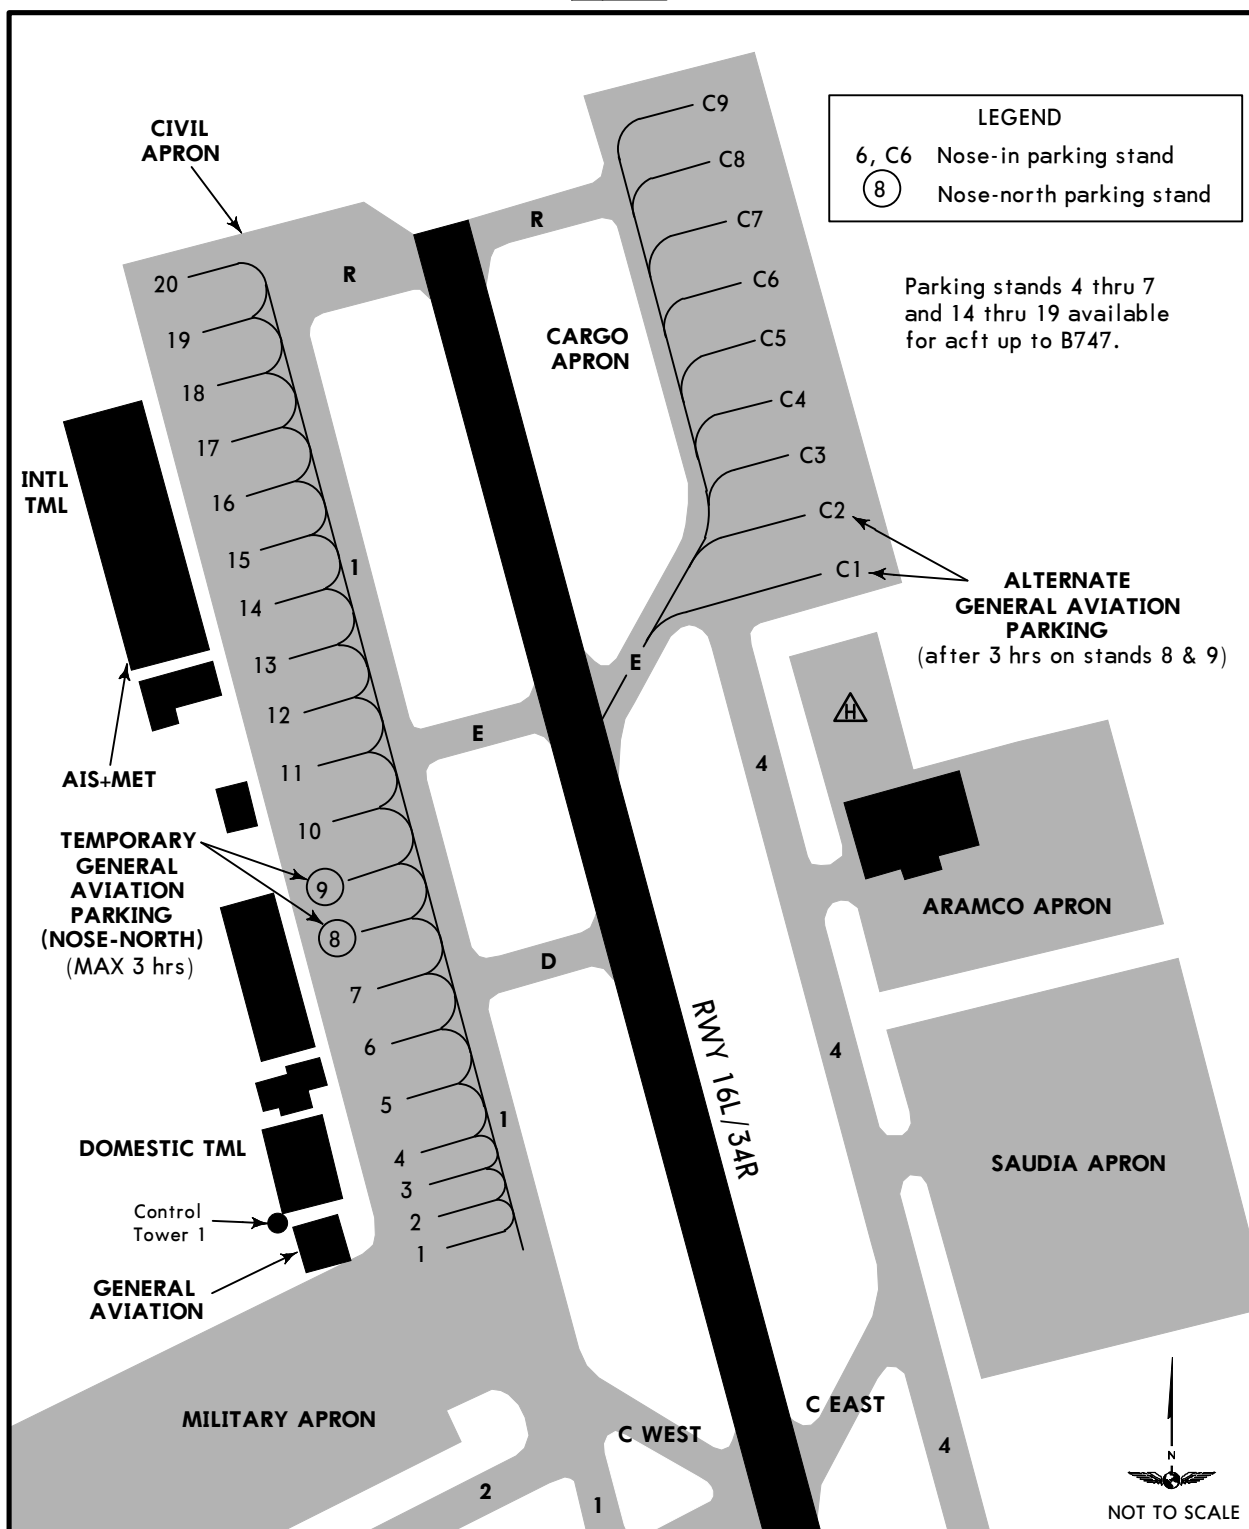 CIVIL
APRON
LEGEND
6, C6 Nose-in parking stand
8 Nose-north parking stand
Parking stands 4 thru 7
and 14 thru 19 available
for acft up to B747.
C9
C8
C7
C6
C5
C4
C3
C2
C1
R
R
CARGO
APRON
20
19
18
17
16
15
14
13
12
11
10
9
8
7
6
5
4
3
2
1
1
1
INTL
TML
AIS+MET
TEMPORARY
GENERAL
AVIATION
PARKING
(NOSE-NORTH)
(MAX 3 hrs)
ALTERNATE
GENERAL AVIATION
PARKING
(after 3 hrs on stands 8 & 9)
E
E
H
4
ARAMCO APRON
D
RWY 16L/34R
4
SAUDIA APRON
DOMESTIC TML
Control
Tower 1
GENERAL
AVIATION
MILITARY APRON
C WEST
C EAST
2
1
4
N
NOT TO SCALE